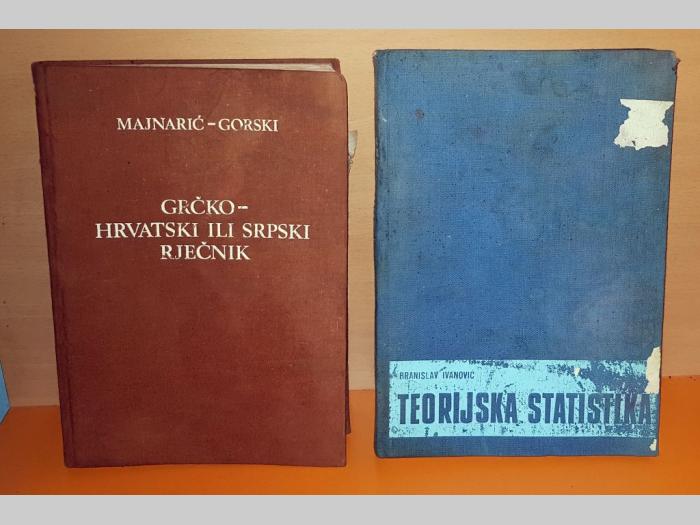 MAJNARIĆ-GORSKI
GRČKO-
HRVATSKI ILI SRPSKI
RJEČNIK
BRANISLAV IVANOVIĆ
TEORIJSKA STATISTIKA